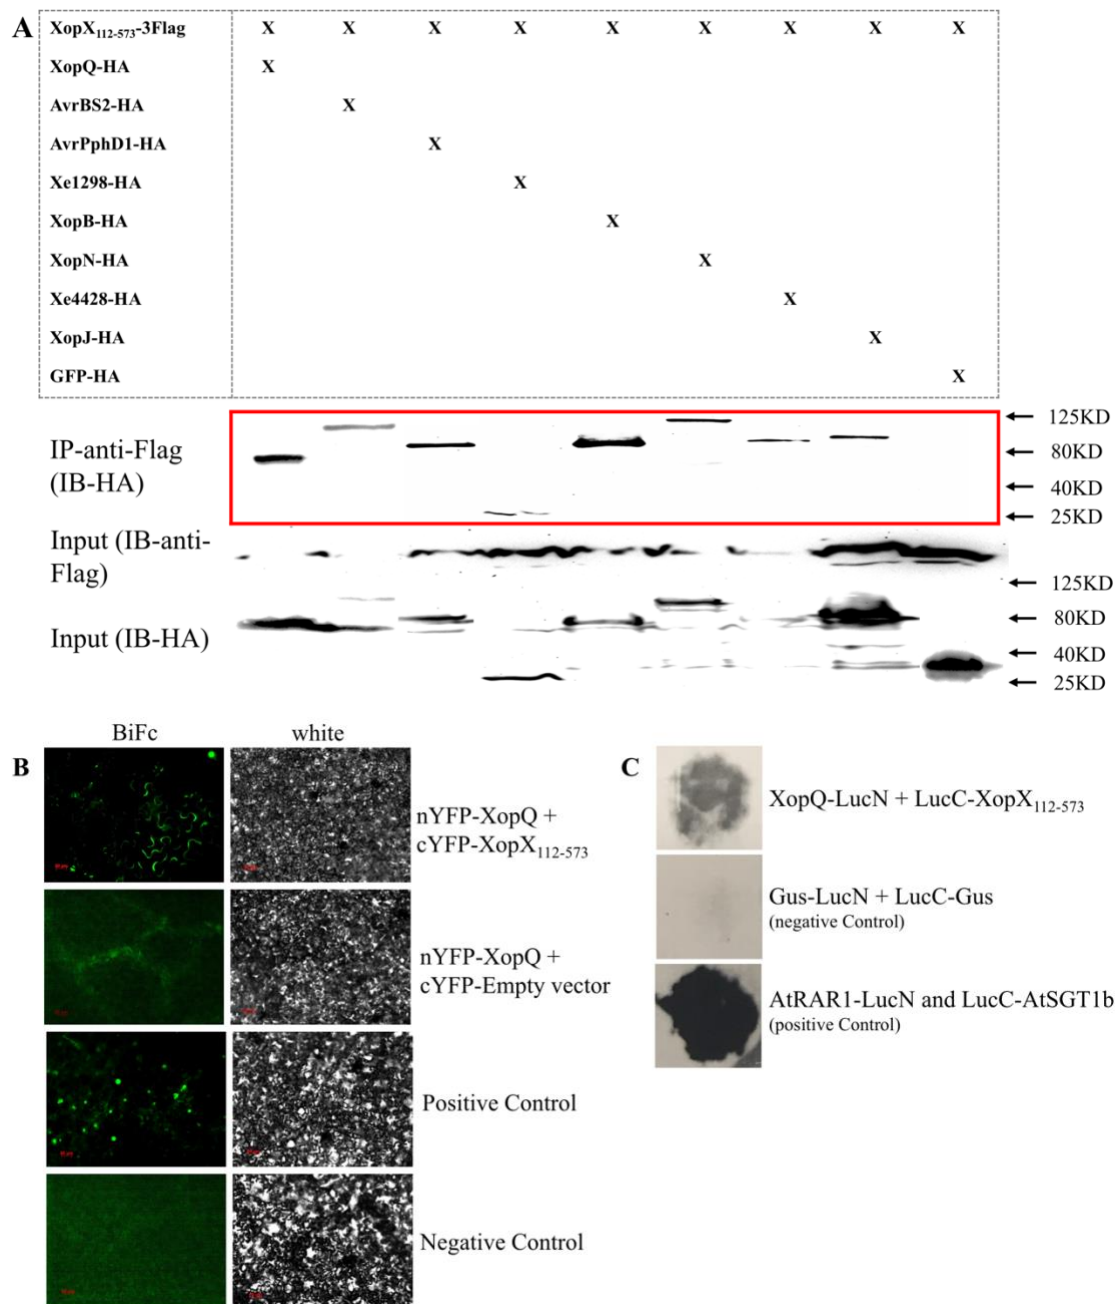 A
XopX112-573-3Flag X X X X X X X X X
XopQ-HA X
AvrBS2-HA X
AvrPphD1-HA X
Xe1298-HA X
XopB-HA X
XopN-HA X
Xe4428-HA X
XopJ-HA X
GFP-HA X
IP-anti-Flag
(IB-HA)
125KD
80KD
40KD
25KD
Input (IB-anti-
Flag)
Input (IB-HA)
125KD
80KD
40KD
25KD
BiFc white
B
nYFP-XopQ +
cYFP-XopX112-573
nYFP-XopQ +
cYFP-Empty vector
Positive Control
Negative Control
C
XopQ-LucN + LucC-XopX112-573
Gus-LucN + LucC-Gus
(negative Control)
AtRAR1-LucN and LucC-AtSGT1b
(positive Control)